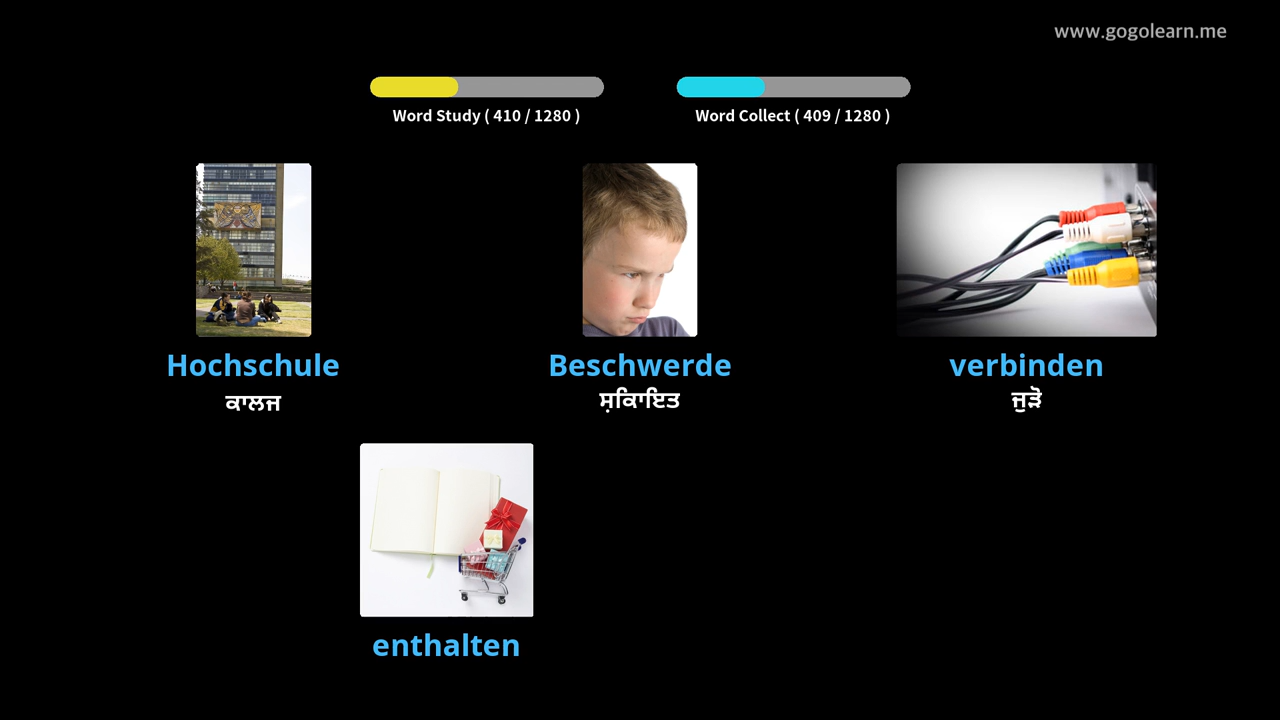 www.gogolearn.me
Word Study ( 410 / 1280 )
Word Collect ( 409 / 1280 )
Hochschule
ਕਾਲਜ
Beschwerde
ਸ਼ਿਕਾਇਤ
verbinden
ਜੁੜੋ
enthalten